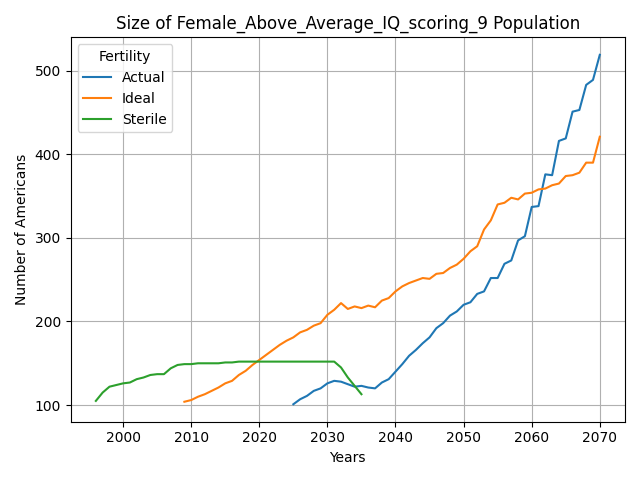 Size of Female_Above_Average_IQ_scoring_9 Population
Fertility
Actual
Ideal
Sterile
Number of Americans
500
400
300
200
100
2000
2010
2020
2030
2040
2050
2060
2070
Years